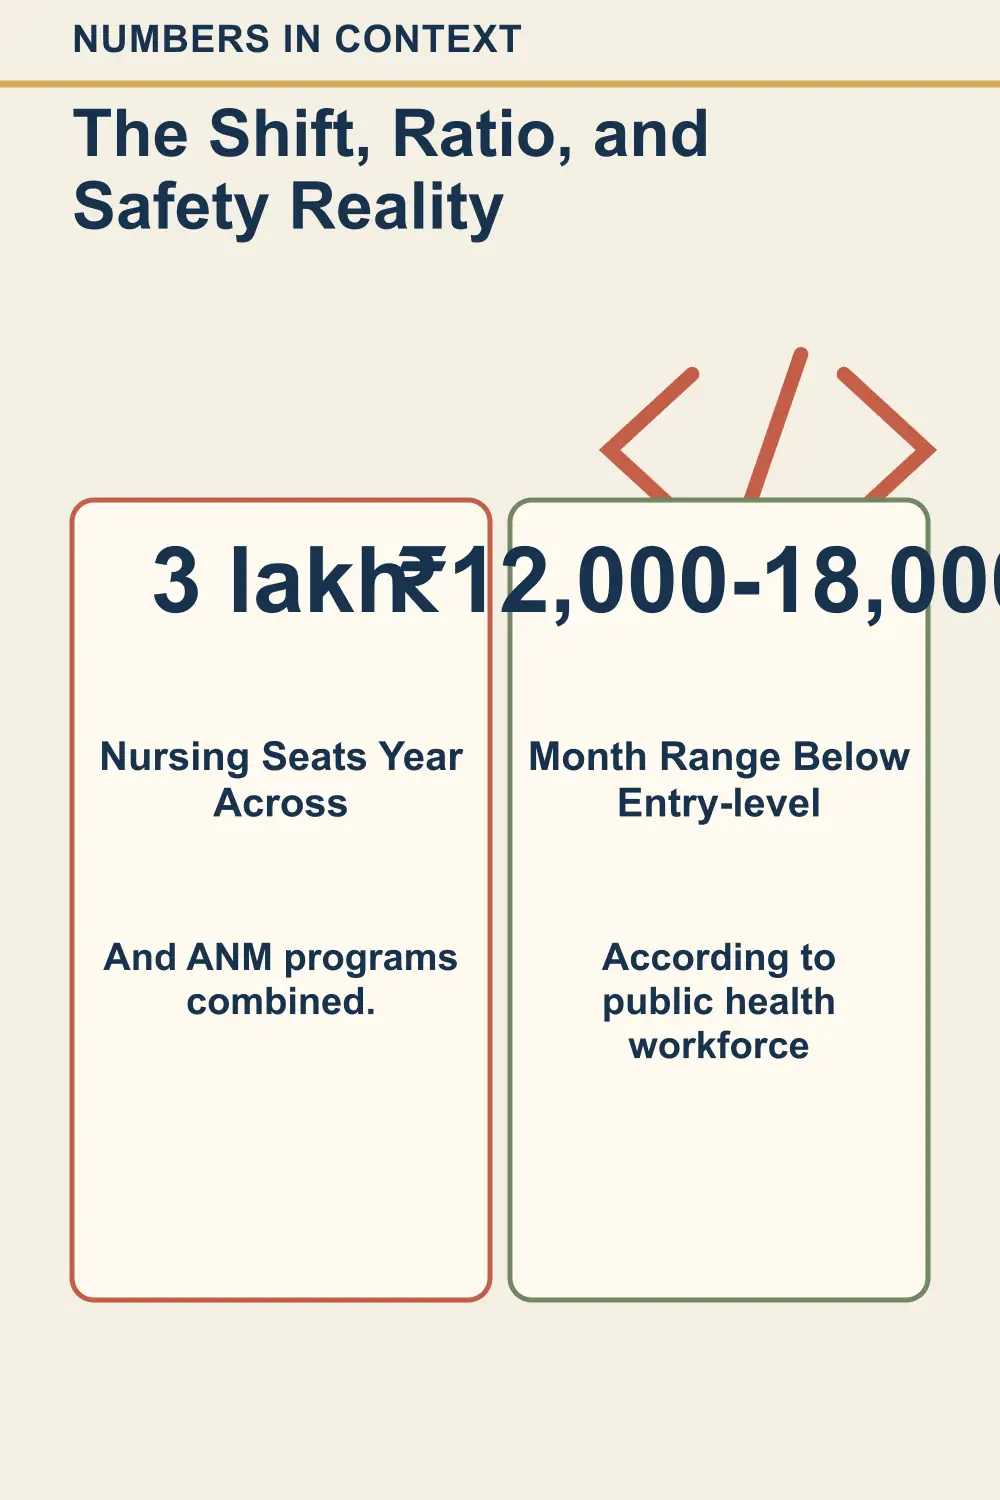 NUMBERS IN CONTEXT
The Shift, Ratio, and
Safety Reality
3 lakh
₹12,000-18,000
Nursing Seats Year
Across
And ANM programs
combined.
Month Range Below
Entry-level
According to
public health
workforce